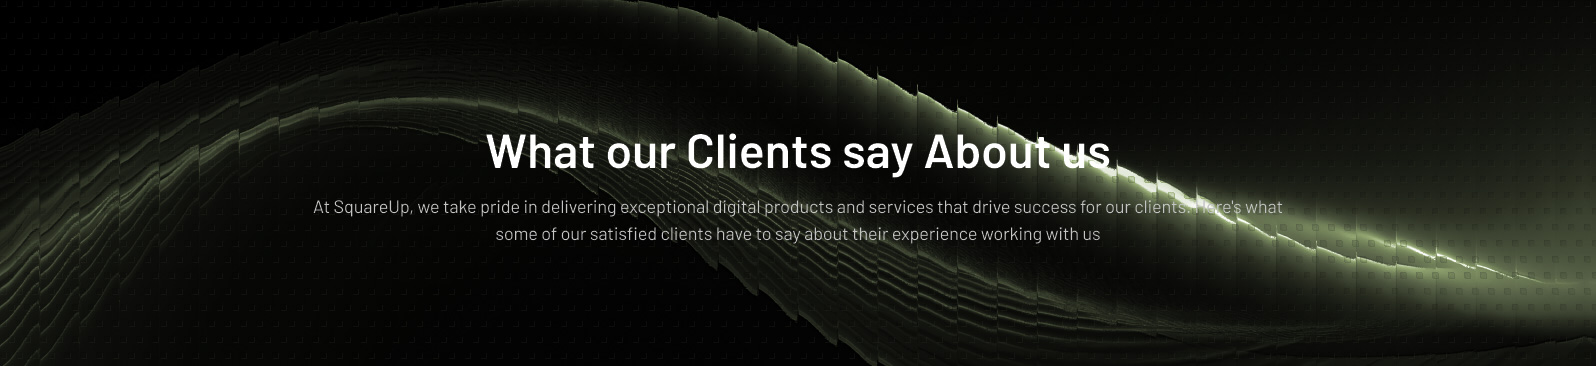 What our Clients say About us
At SquareUp, we take pride in delivering exceptional digital products and services that drive success for our clients. Here's what
some of our satisfied clients have to say about their experience working with us